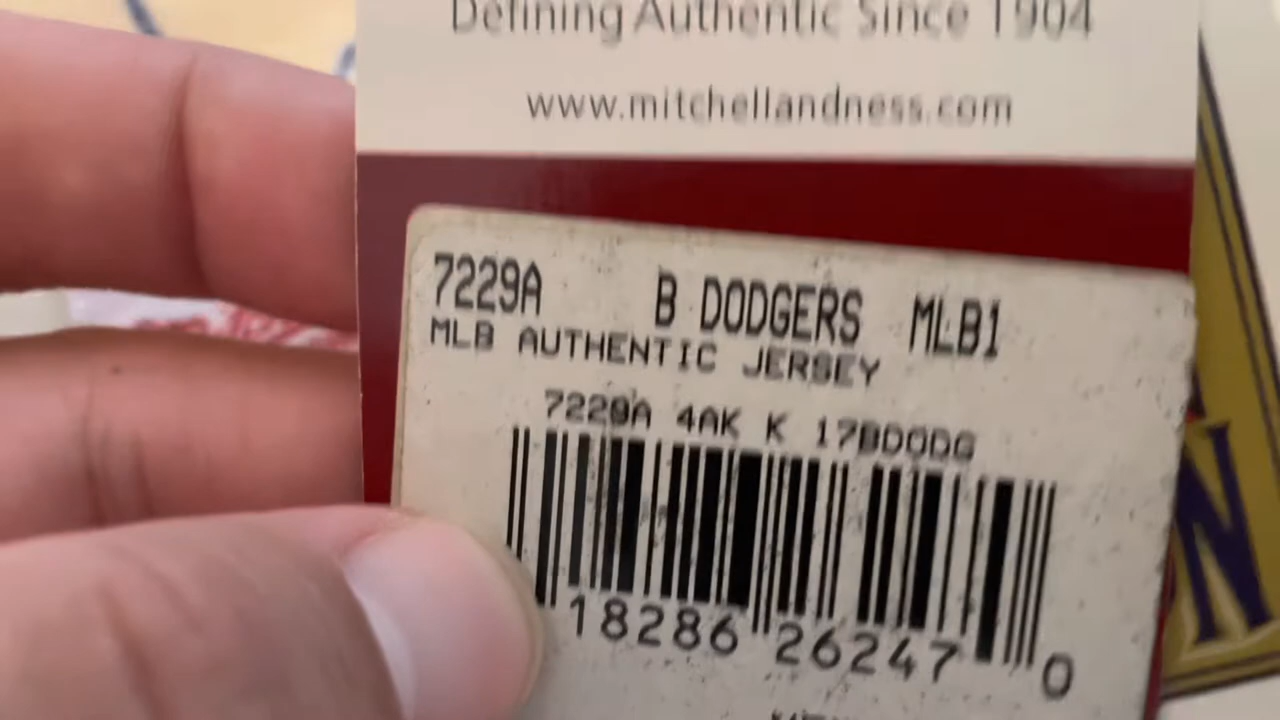 Defining Authentic Since 1904
www.mitchellandness.com
7229A B DODGERS MLB1
MLB AUTHENTIC JERSEY
7229A 4AK K 17BDODG
18286 26247 0
N